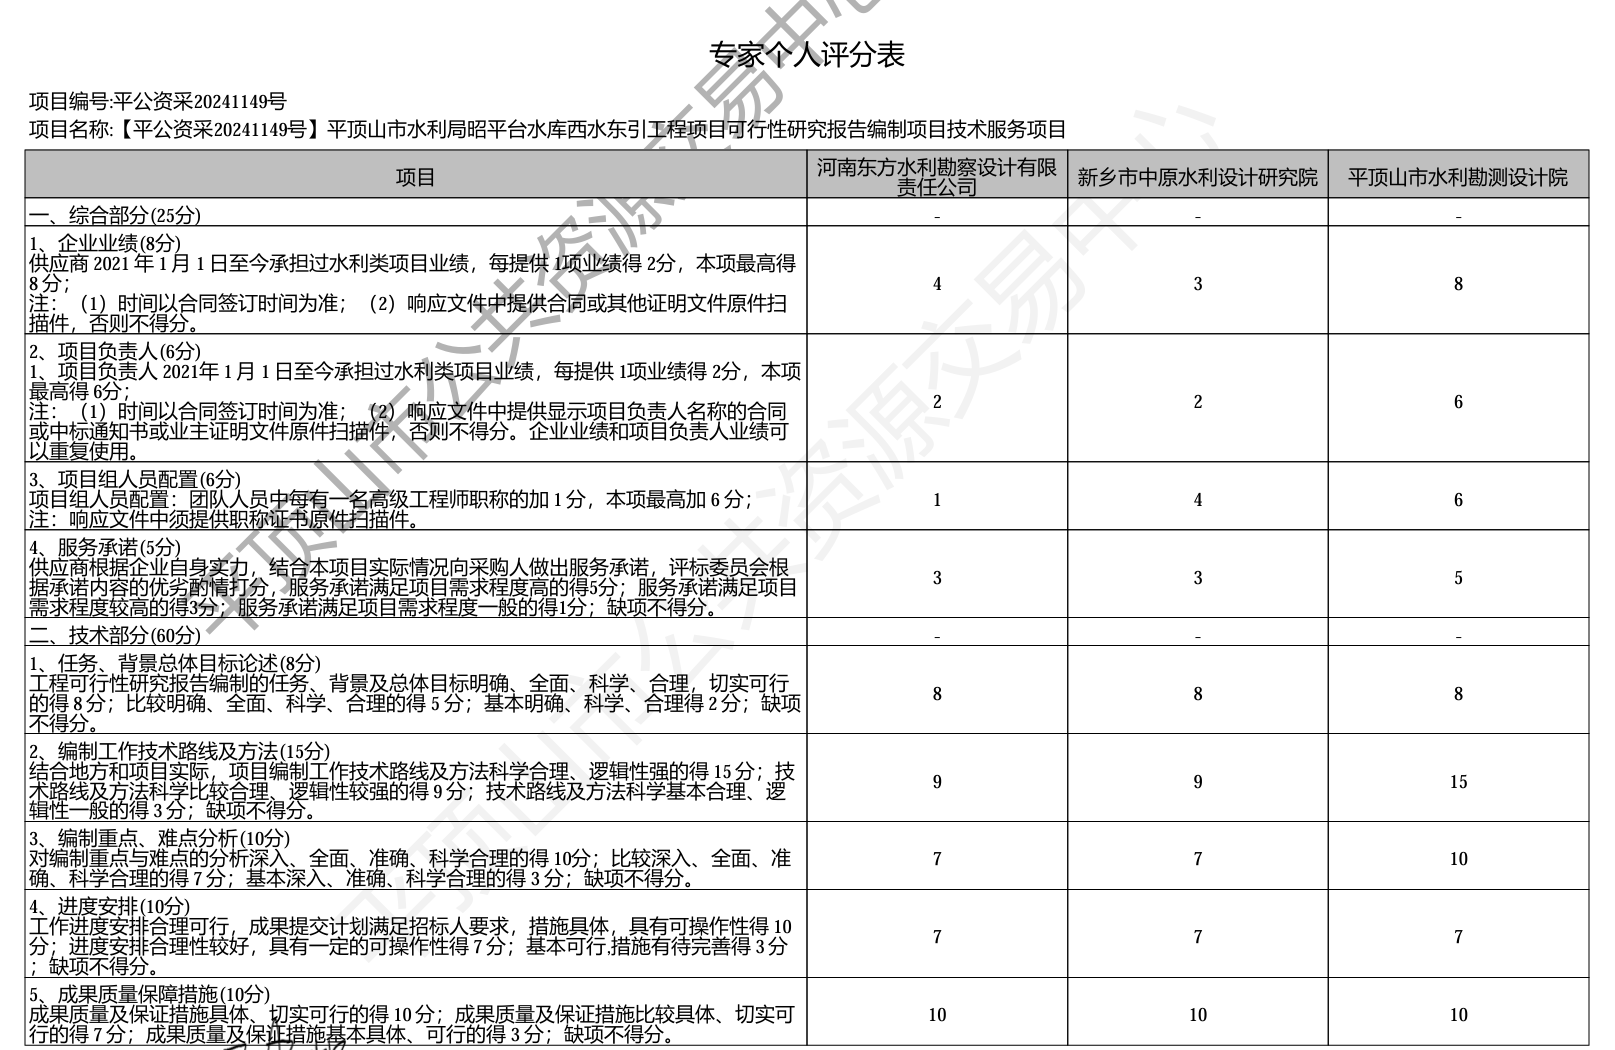 专家个人评分表
项目编号:平公资采20241149号
项目名称:【平公资采20241149号】平顶山市水利局昭平台水库西水东引工程项目可行性研究报告编制项目技术服务项目
项目
河南东方水利勘察设计有限
责任公司
新乡市中原水利设计研究院
平顶山市水利勘测设计院
一、综合部分(25分)
-
-
-
1、企业业绩(8分)
供应商 2021 年 1 月 1 日至今承担过水利类项目业绩，每提供 1项业绩得 2分，本项最高得
8 分；
注：（1）时间以合同签订时间为准；（2）响应文件中提供合同或其他证明文件原件扫
描件，否则不得分。
4
3
8
2、项目负责人(6分)
1、项目负责人 2021年 1 月 1 日至今承担过水利类项目业绩，每提供 1项业绩得 2分，本项
最高得 6分；
注：（1）时间以合同签订时间为准；（2）响应文件中提供显示项目负责人名称的合同
或中标通知书或业主证明文件原件扫描件，否则不得分。企业业绩和项目负责人业绩可
以重复使用。
2
2
6
3、项目组人员配置(6分)
项目组人员配置：团队人员中每有一名高级工程师职称的加 1 分，本项最高加 6 分；
注：响应文件中须提供职称证书原件扫描件。
1
4
6
4、服务承诺(5分)
供应商根据企业自身实力，结合本项目实际情况向采购人做出服务承诺，评标委员会根
据承诺内容的优劣酌情打分，服务承诺满足项目需求程度高的得5分；服务承诺满足项目
需求程度较高的得3分；服务承诺满足项目需求程度一般的得1分；缺项不得分。
3
3
5
二、技术部分(60分)
-
-
-
1、任务、背景总体目标论述(8分)
工程可行性研究报告编制的任务、背景及总体目标明确、全面、科学、合理，切实可行
的得 8 分；比较明确、全面、科学、合理的得 5 分；基本明确、科学、合理得 2 分；缺项
不得分。
8
8
8
2、编制工作技术路线及方法(15分)
结合地方和项目实际，项目编制工作技术路线及方法科学合理、逻辑性强的得 15 分；技
术路线及方法科学比较合理、逻辑性较强的得 9 分；技术路线及方法科学基本合理、逻
辑性一般的得 3 分；缺项不得分。
9
9
15
3、编制重点、难点分析(10分)
对编制重点与难点的分析深入、全面、准确、科学合理的得 10分；比较深入、全面、准
确、科学合理的得 7 分；基本深入、准确、科学合理的得 3 分；缺项不得分。
7
7
10
4、进度安排(10分)
工作进度安排合理可行，成果提交计划满足招标人要求，措施具体，具有可操作性得 10
分；进度安排合理性较好，具有一定的可操作性得 7 分；基本可行,措施有待完善得 3 分
；缺项不得分。
7
7
7
5、成果质量保障措施(10分)
成果质量及保证措施具体、切实可行的得 10 分；成果质量及保证措施比较具体、切实可
行的得 7 分；成果质量及保证措施基本具体、可行的得 3 分；缺项不得分。
10
10
10
平顶山市公共资源交易中心
平顶山市公共资源交易中心